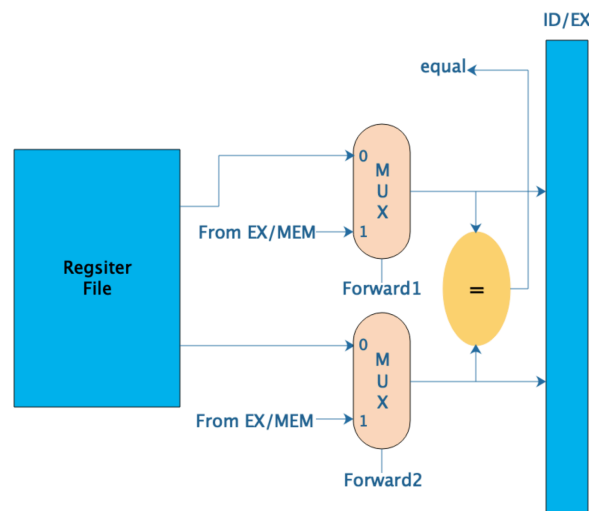 ID/EX
equal
0
M
U
X
1
From EX/MEM
Forward1
Regsiter
File
=
0
M
U
X
1
From EX/MEM
Forward2